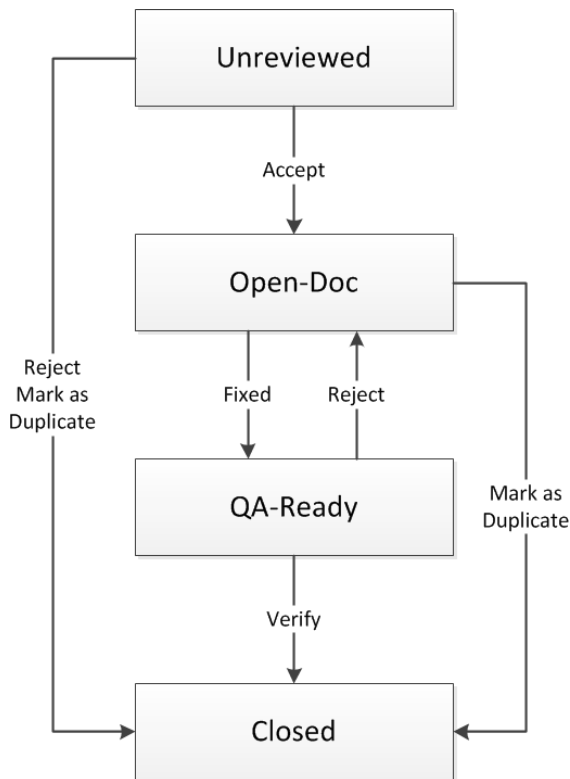 Unreviewed
Accept
Open-Doc
Reject
Mark as
Duplicate
Fixed
Reject
QA-Ready
Mark as
Duplicate
Verify
Closed